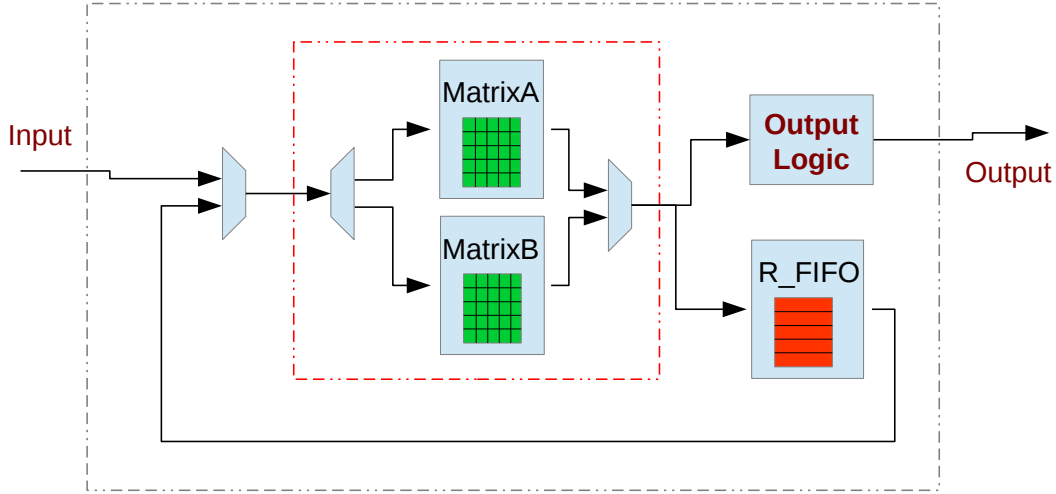 Input
MatrixA
MatrixB
Output
Logic
R_FIFO
Output